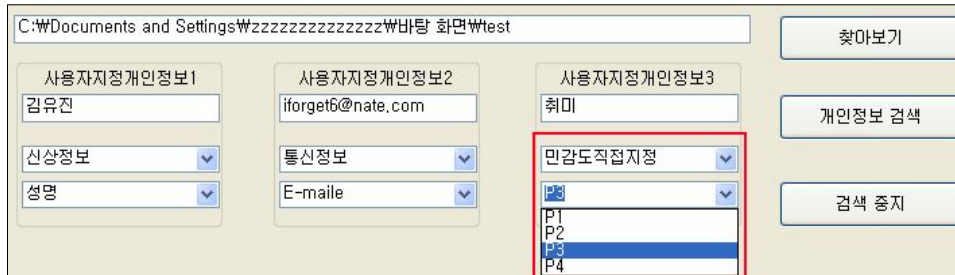 C:\Documents and Settings\zzzzzzzzzzzzzz\바탕 화면\test
찾아보기
사용자지정개인정보1
사용자지정개인정보2
사용자지정개인정보3
김유진
iforget6@nate.com
취미
개인정보 검색
신상정보
통신정보
민감도직접지정
성명
E-maile
P3
검색 중지
P1
P2
P3
P4